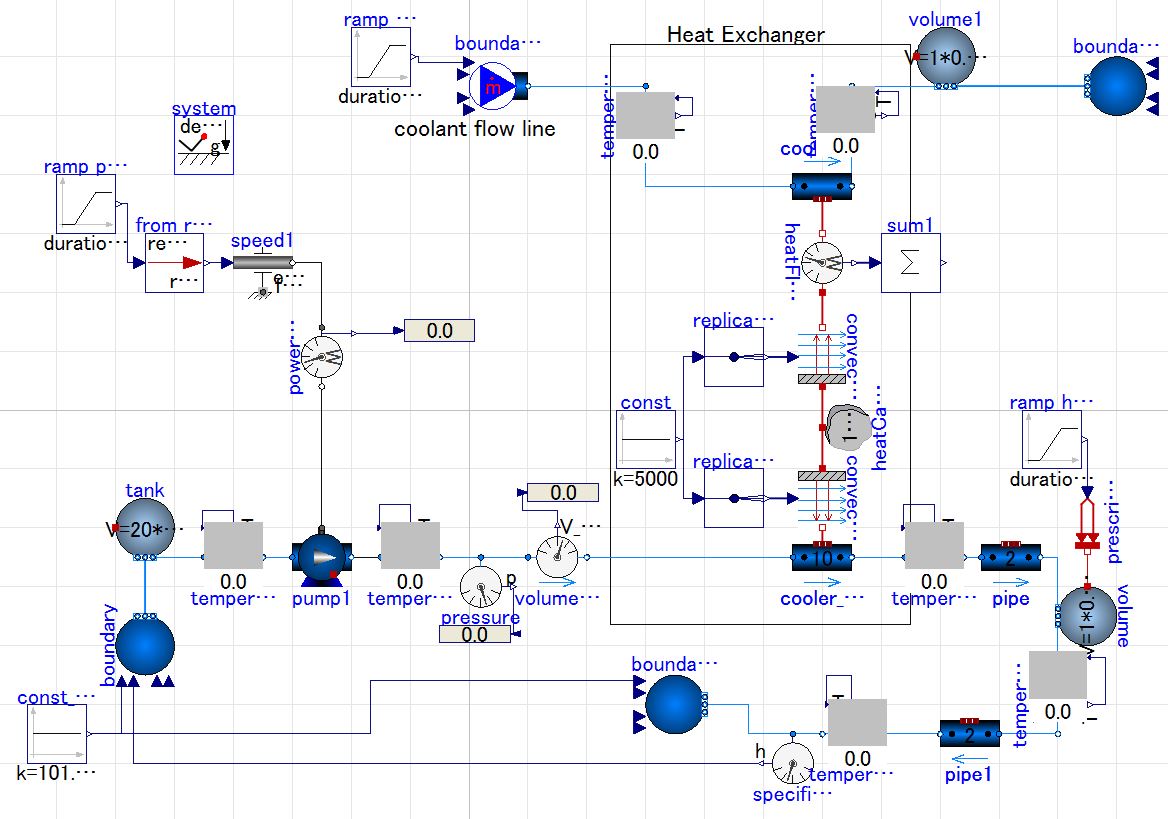 ramp ···
duratio···
bounda···
ṁ
coolant flow line
Heat Exchanger
volume1
V=1*0.···
bounda···
system
de···
g
ramp p···
duratio···
from r···
re···
r···
speed1
temper···
T
0.0
temper···
T
0.0
coo
heatFl···
W
sum1
Σ
0.0
power···
W
replica···
convec···
const
k=5000
1···
heatCa···
replica···
convec···
ramp h···
duratio···
prescri···
tank
V=20*···
T
0.0
temper···
pump1
T
0.0
temper···
0.0
V_···
volume···
p
pressure
0.0
10
cooler_···
T
0.0
temper···
2
pipe
V=1*0.···
volume
boundary
const_···
k=101.···
bounda···
h
specifi···
T
0.0
temper···
2
pipe1
temper···
T
0.0